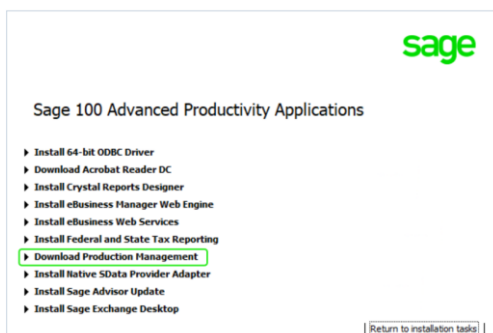 sage
Sage 100 Advanced Productivity Applications
Install 64-bit ODBC Driver
Download Acrobat Reader DC
Install Crystal Reports Designer
Install eBusiness Manager Web Engine
Install eBusiness Web Services
Install Federal and State Tax Reporting
Download Production Management
Install Native SData Provider Adapter
Install Sage Advisor Update
Install Sage Exchange Desktop
Return to installation tasks